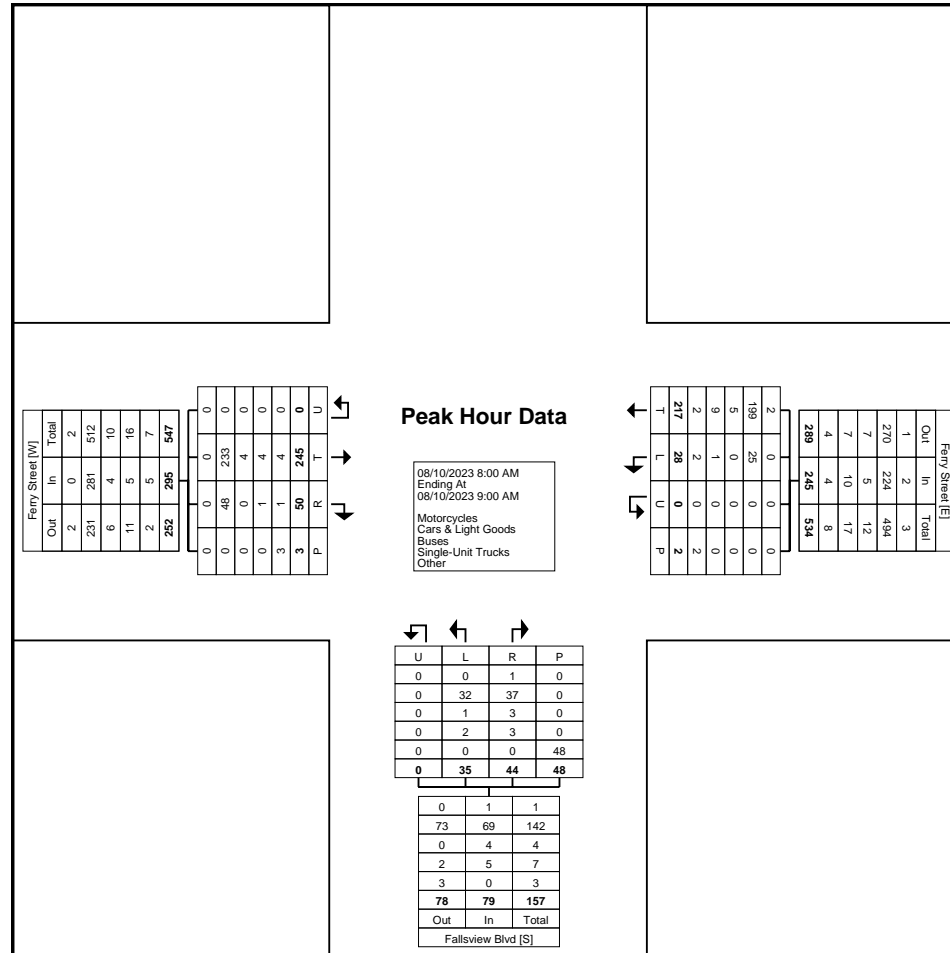 Peak Hour Data
08/10/2023 8:00 AM
Ending At
08/10/2023 9:00 AM
Motorcycles
Cars & Light Goods
Buses
Single-Unit Trucks
Other
Ferry Street [W]
Total 2 512 10 16 7 547
In 0 281 4 5 5 295
Out 2 231 6 11 2 252
0 0 0 0 0 0 U
0 233 4 4 4 245 T
0 48 0 1 1 50 R
0 0 0 0 3 3 P
T 217 2 9 5 199 2
L 28 2 1 0 25 0
U 0 0 0 0 0 0
P 2 2 0 0 0 0
289 4 7 7 270 1 Out
245 4 10 5 224 2 In
534 8 17 12 494 3 Total
Ferry Street [E]
U L R P
0 0 1 0
0 32 37 0
0 1 3 0
0 2 3 0
0 0 0 48
0 35 44 48
0 1 1
73 69 142
0 4 4
2 5 7
3 0 3
78 79 157
Out In Total
Fallsview Blvd [S]